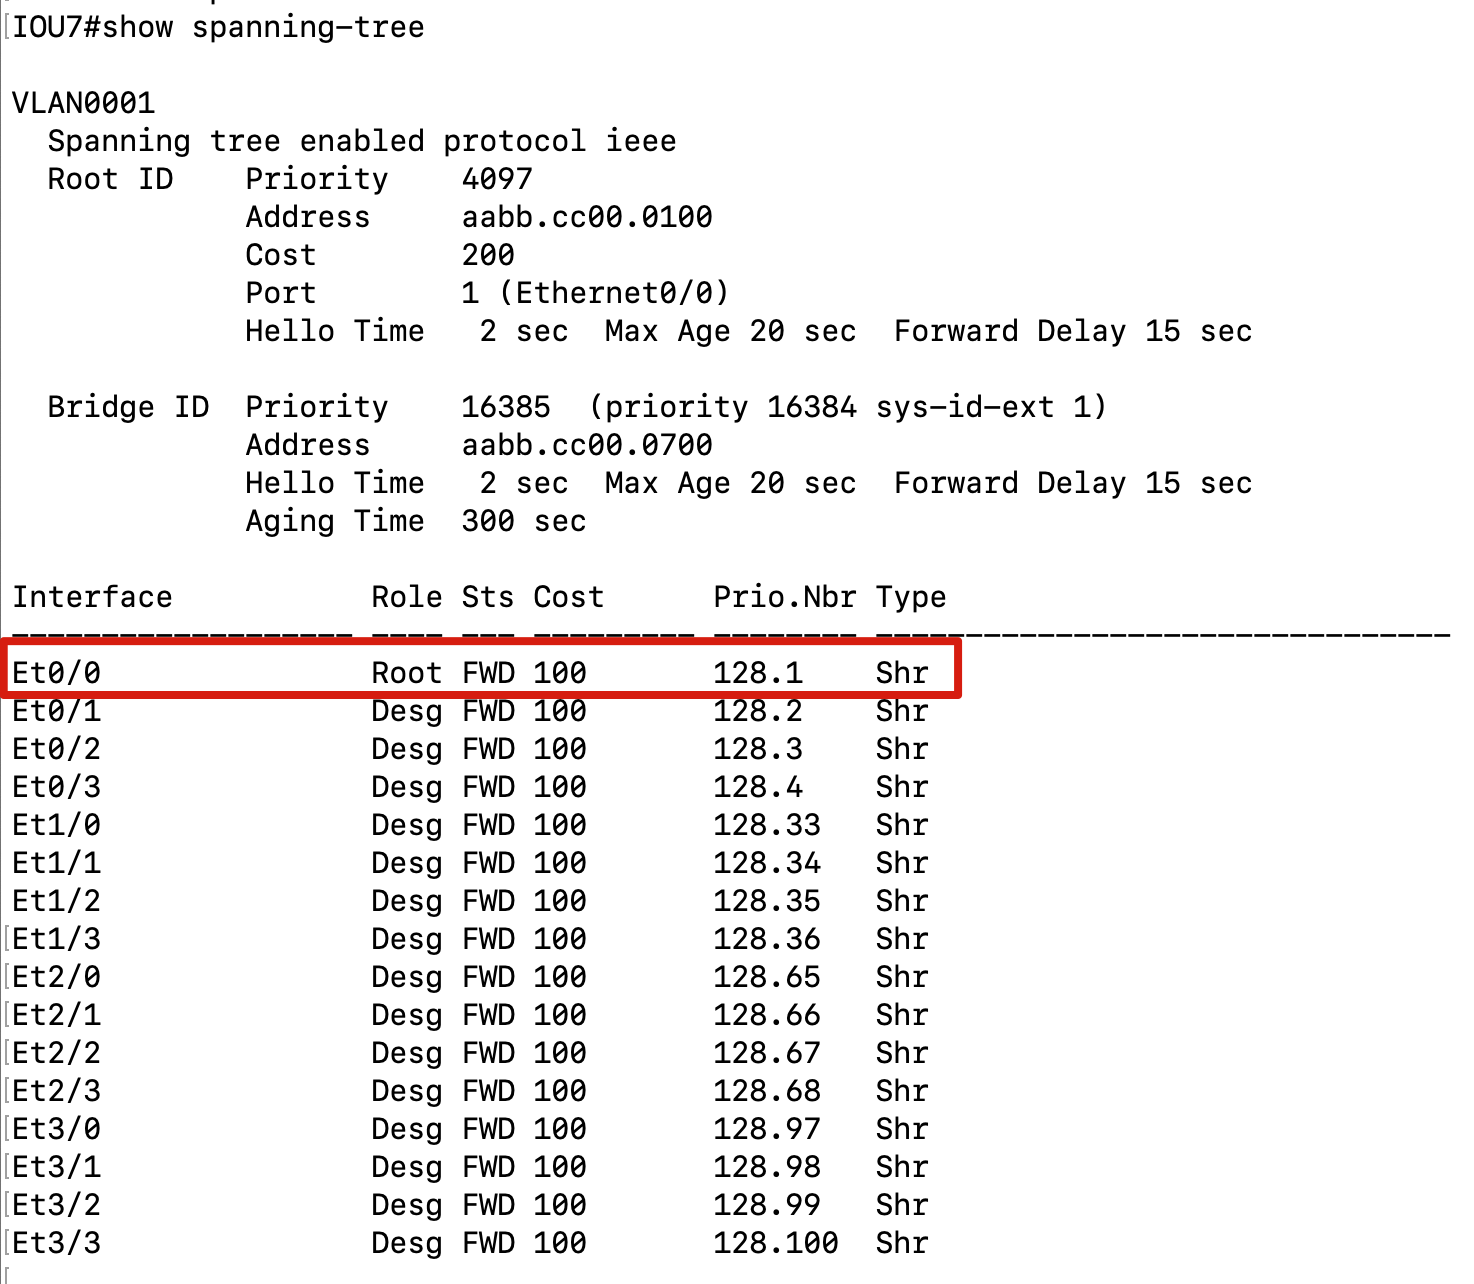 IOU7#show spanning-tree
VLAN0001
  Spanning tree enabled protocol ieee
  Root ID    Priority    4097
             Address     aabb.cc00.0100
             Cost        200
             Port        1 (Ethernet0/0)
             Hello Time   2 sec  Max Age 20 sec  Forward Delay 15 sec
  Bridge ID  Priority    16385  (priority 16384 sys-id-ext 1)
             Address     aabb.cc00.0700
             Hello Time   2 sec  Max Age 20 sec  Forward Delay 15 sec
             Aging Time  300 sec
Interface           Role Sts Cost      Prio.Nbr Type
------------------- ---- --- --------- -------- --------------------------------
Et0/0               Root FWD 100       128.1    Shr
Et0/1               Desg FWD 100       128.2    Shr
Et0/2               Desg FWD 100       128.3    Shr
Et0/3               Desg FWD 100       128.4    Shr
Et1/0               Desg FWD 100       128.33   Shr
Et1/1               Desg FWD 100       128.34   Shr
Et1/2               Desg FWD 100       128.35   Shr
Et1/3               Desg FWD 100       128.36   Shr
Et2/0               Desg FWD 100       128.65   Shr
Et2/1               Desg FWD 100       128.66   Shr
Et2/2               Desg FWD 100       128.67   Shr
Et2/3               Desg FWD 100       128.68   Shr
Et3/0               Desg FWD 100       128.97   Shr
Et3/1               Desg FWD 100       128.98   Shr
Et3/2               Desg FWD 100       128.99   Shr
Et3/3               Desg FWD 100       128.100  Shr